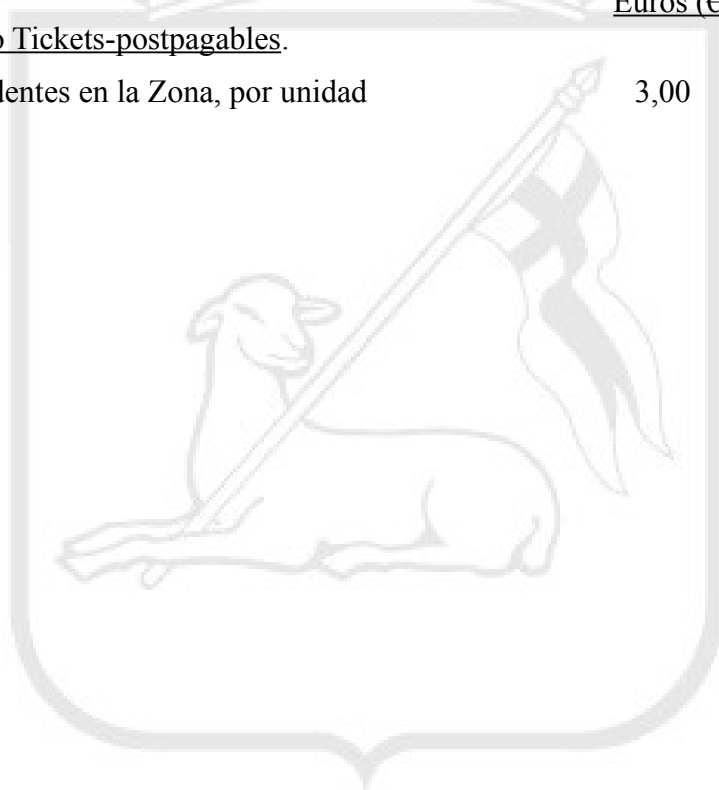 Euros (€
o Tickets-postpagables.
dentes en la Zona, por unidad 3,00